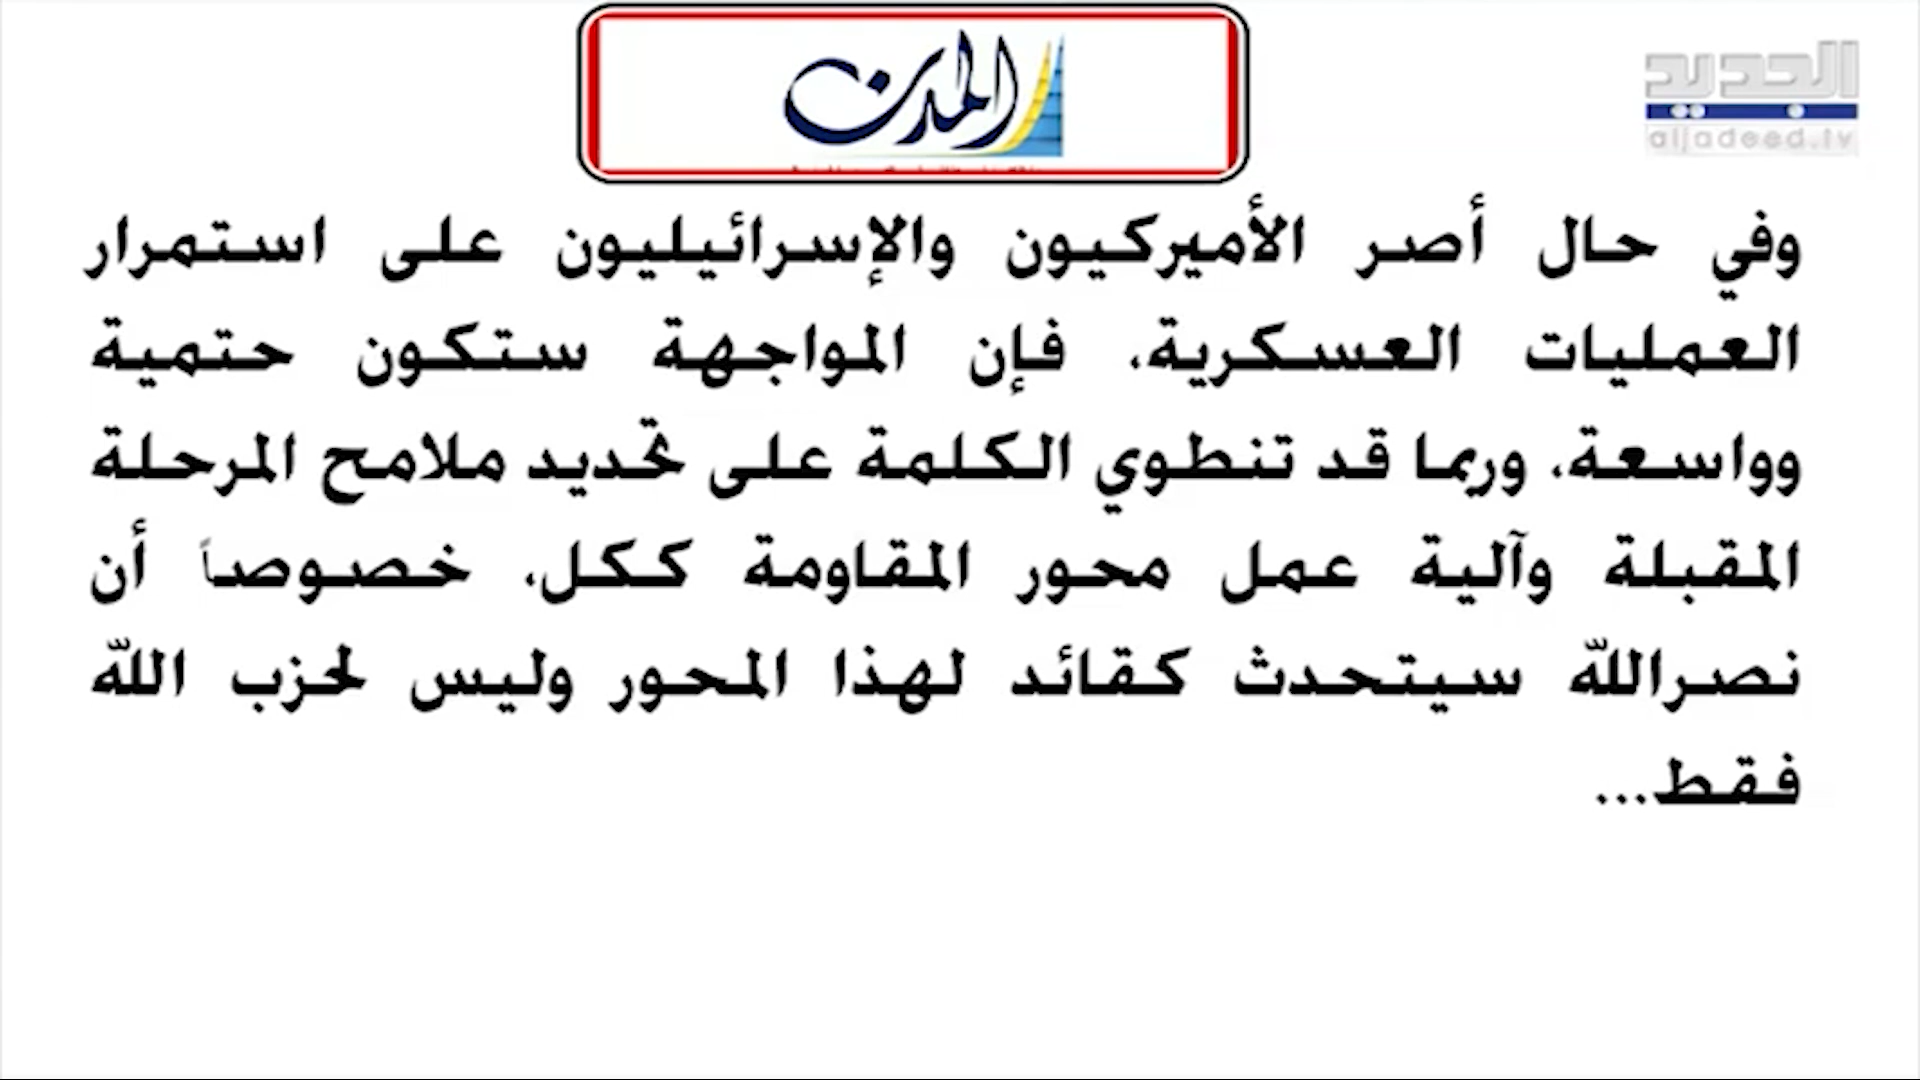 المدن
الجديد
aljadeed.tv
وفي حال أصر الأميركيون والإسرائيليون على استمرار
العمليات العسكرية، فإن المواجهة ستكون حتمية
وواسعة، وربما قد تنطوي الكلمة على تحديد ملامح المرحلة
المقبلة وآلية عمل محور المقاومة ككل، خصوصاً أن
نصرالله سيتحدث كقائد لهذا المحور وليس لحزب الله
فقط...